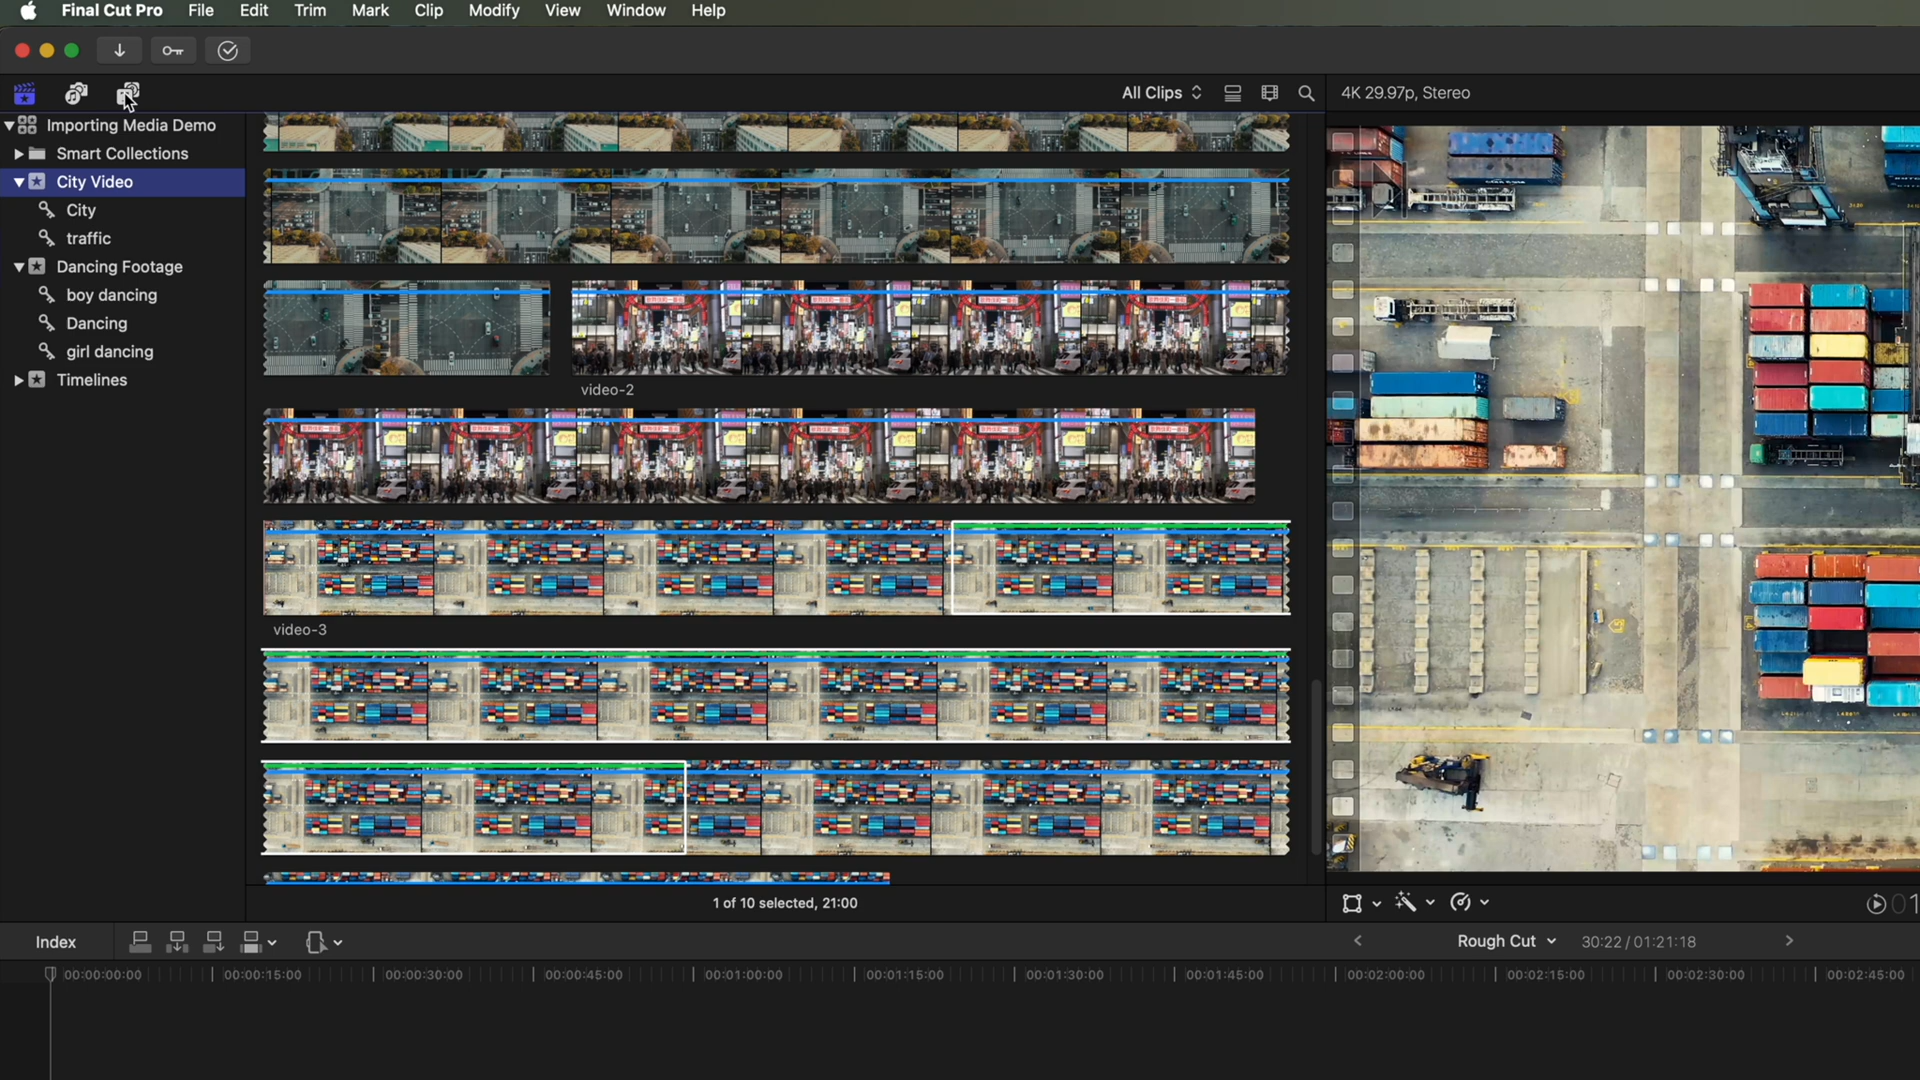 Final Cut Pro File Edit Trim Mark Clip Modify View Window Help
All Clips
4K 29.97p, Stereo
Importing Media Demo
Smart Collections
City Video
City
traffic
Dancing Footage
boy dancing
Dancing
girl dancing
Timelines
video-2
video-3
1 of 10 selected, 21:00
01
Index
Rough Cut
30:22 / 01:21:18
00:00:00:00 00:00:15:00 00:00:30:00 00:00:45:00 00:01:00:00 00:01:15:00 00:01:30:00 00:01:45:00 00:02:00:00 00:02:15:00 00:02:30:00 00:02:45:00